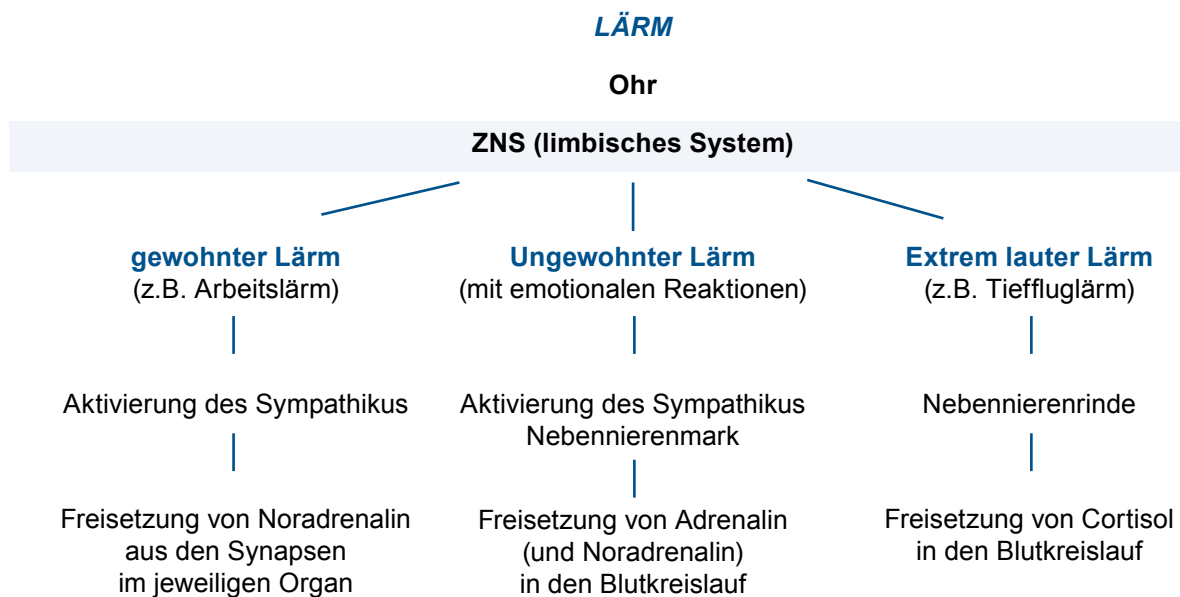 LÄRM
Ohr
ZNS (limbisches System)
gewohnter Lärm
(z.B. Arbeitslärm)
Aktivierung des Sympathikus
Freisetzung von Noradrenalin
aus den Synapsen
im jeweiligen Organ
Ungewohnter Lärm
(mit emotionalen Reaktionen)
Aktivierung des Sympathikus
Nebennierenmark
Freisetzung von Adrenalin
(und Noradrenalin)
in den Blutkreislauf
Extrem lauter Lärm
(z.B. Tieffluglärm)
Nebennierenrinde
Freisetzung von Cortisol
in den Blutkreislauf